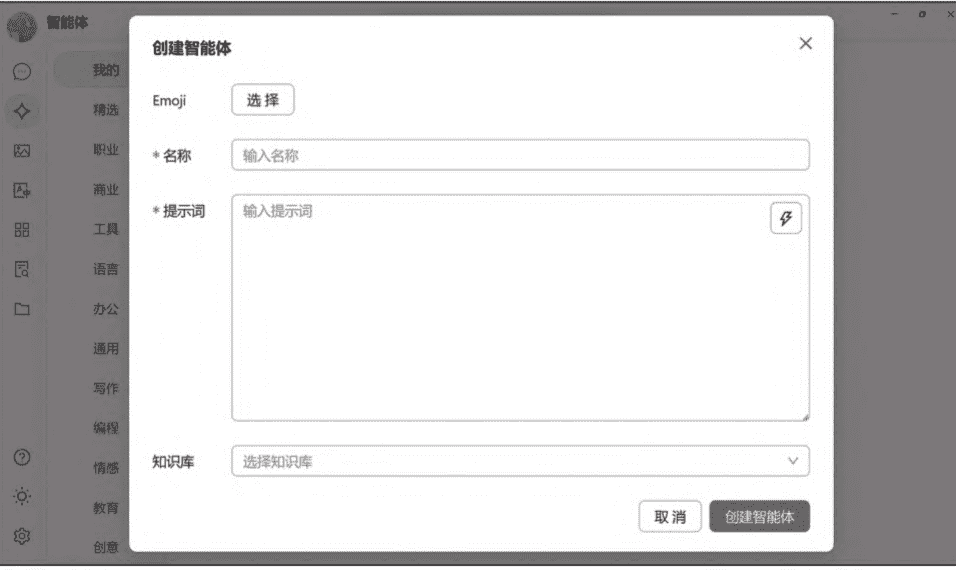 智能体
我的
精选
职业
商业
工具
语言
办公
通用
写作
编程
情感
教育
创意
创建智能体
Emoji
选择
* 名称
输入名称
* 提示词
输入提示词
知识库
选择知识库
取消
创建智能体